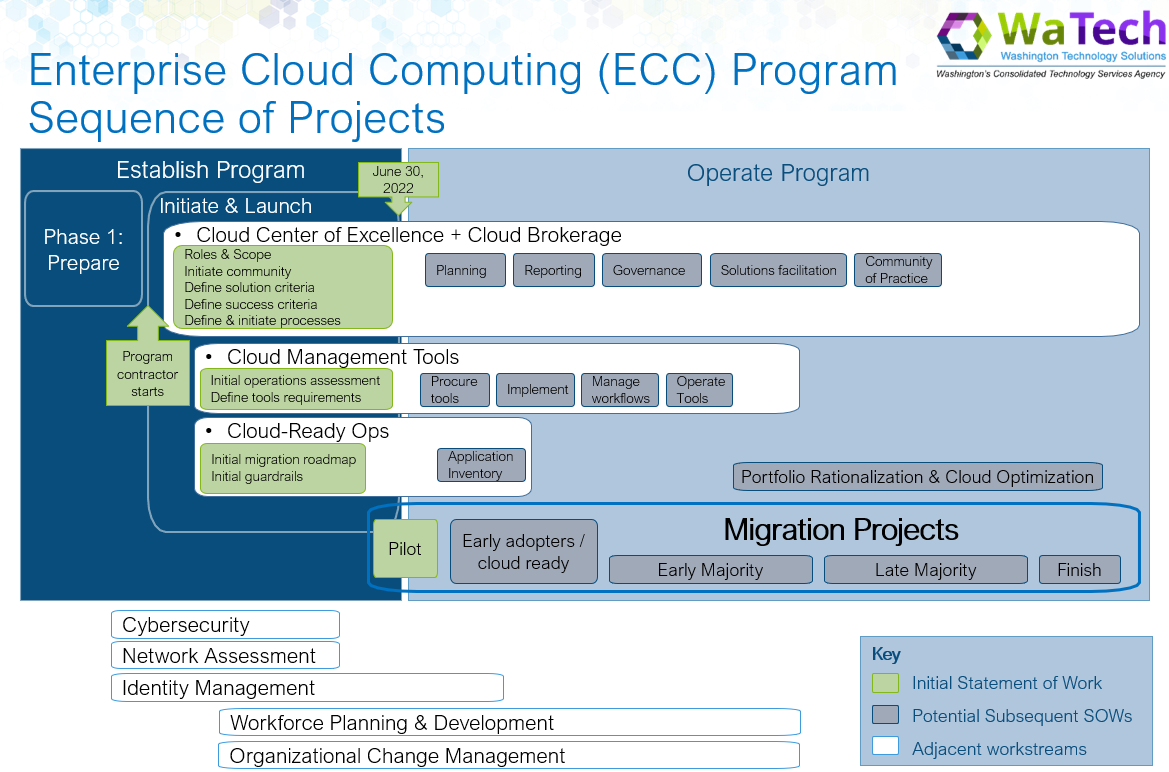 WaTech
Washington Technology Solutions
Washington's Consolidated Technology Services Agency
Enterprise Cloud Computing (ECC) Program
Sequence of Projects
Establish Program
June 30,
2022
Operate Program
Phase 1:
Prepare
Initiate & Launch
• Cloud Center of Excellence + Cloud Brokerage
Roles & Scope
Initiate community
Define solution criteria
Define success criteria
Define & initiate processes
Planning
Reporting
Governance
Solutions facilitation
Community
of Practice
Program
contractor
starts
• Cloud Management Tools
Initial operations assessment
Define tools requirements
Procure
tools
Implement
Manage
workflows
Operate
Tools
• Cloud-Ready Ops
Initial migration roadmap
Initial guardrails
Application
Inventory
Portfolio Rationalization & Cloud Optimization
Migration Projects
Pilot
Early adopters /
cloud ready
Early Majority
Late Majority
Finish
Cybersecurity
Network Assessment
Identity Management
Workforce Planning & Development
Organizational Change Management
Key
Initial Statement of Work
Potential Subsequent SOWs
Adjacent workstreams